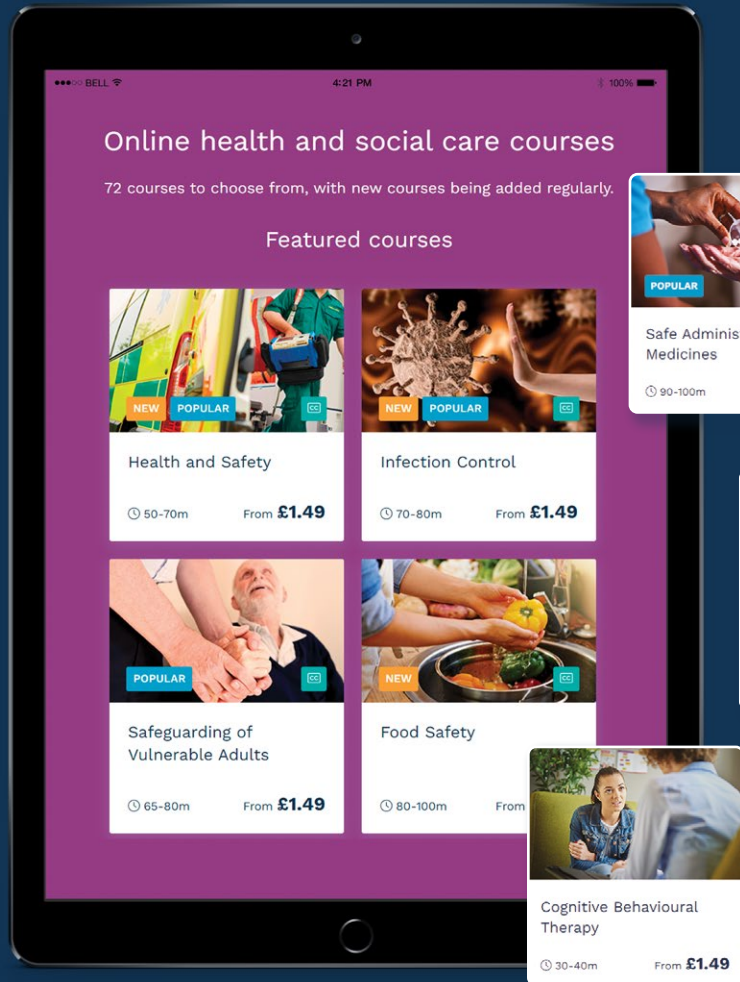 BELL
4:21 PM
100%
Online health and social care courses
72 courses to choose from, with new courses being added regularly.
Featured courses
NEW POPULAR CC
Health and Safety
50-70m From £1.49
NEW POPULAR CC
Infection Control
70-80m From £1.49
POPULAR CC
Safeguarding of
Vulnerable Adults
65-80m From £1.49
NEW CC
Food Safety
80-100m From
POPULAR
Safe Adminis
Medicines
90-100m
Cognitive Behavioural
Therapy
30-40m From £1.49